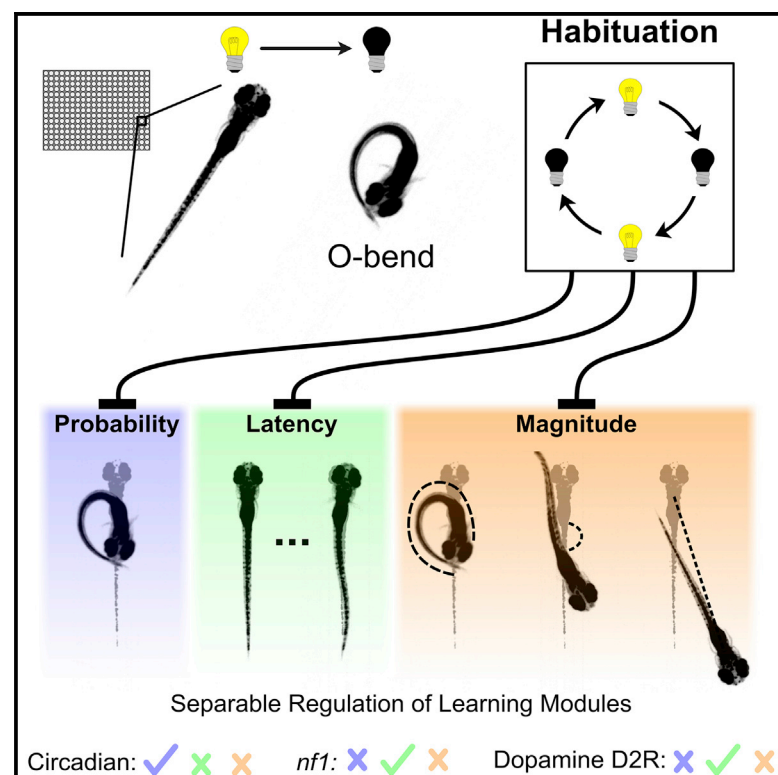 Habituation
O-bend
Probability
Latency
Magnitude
Separable Regulation of Learning Modules
Circadian: ✓ × × nf1: × ✓ × Dopamine D2R: × ✓ ×